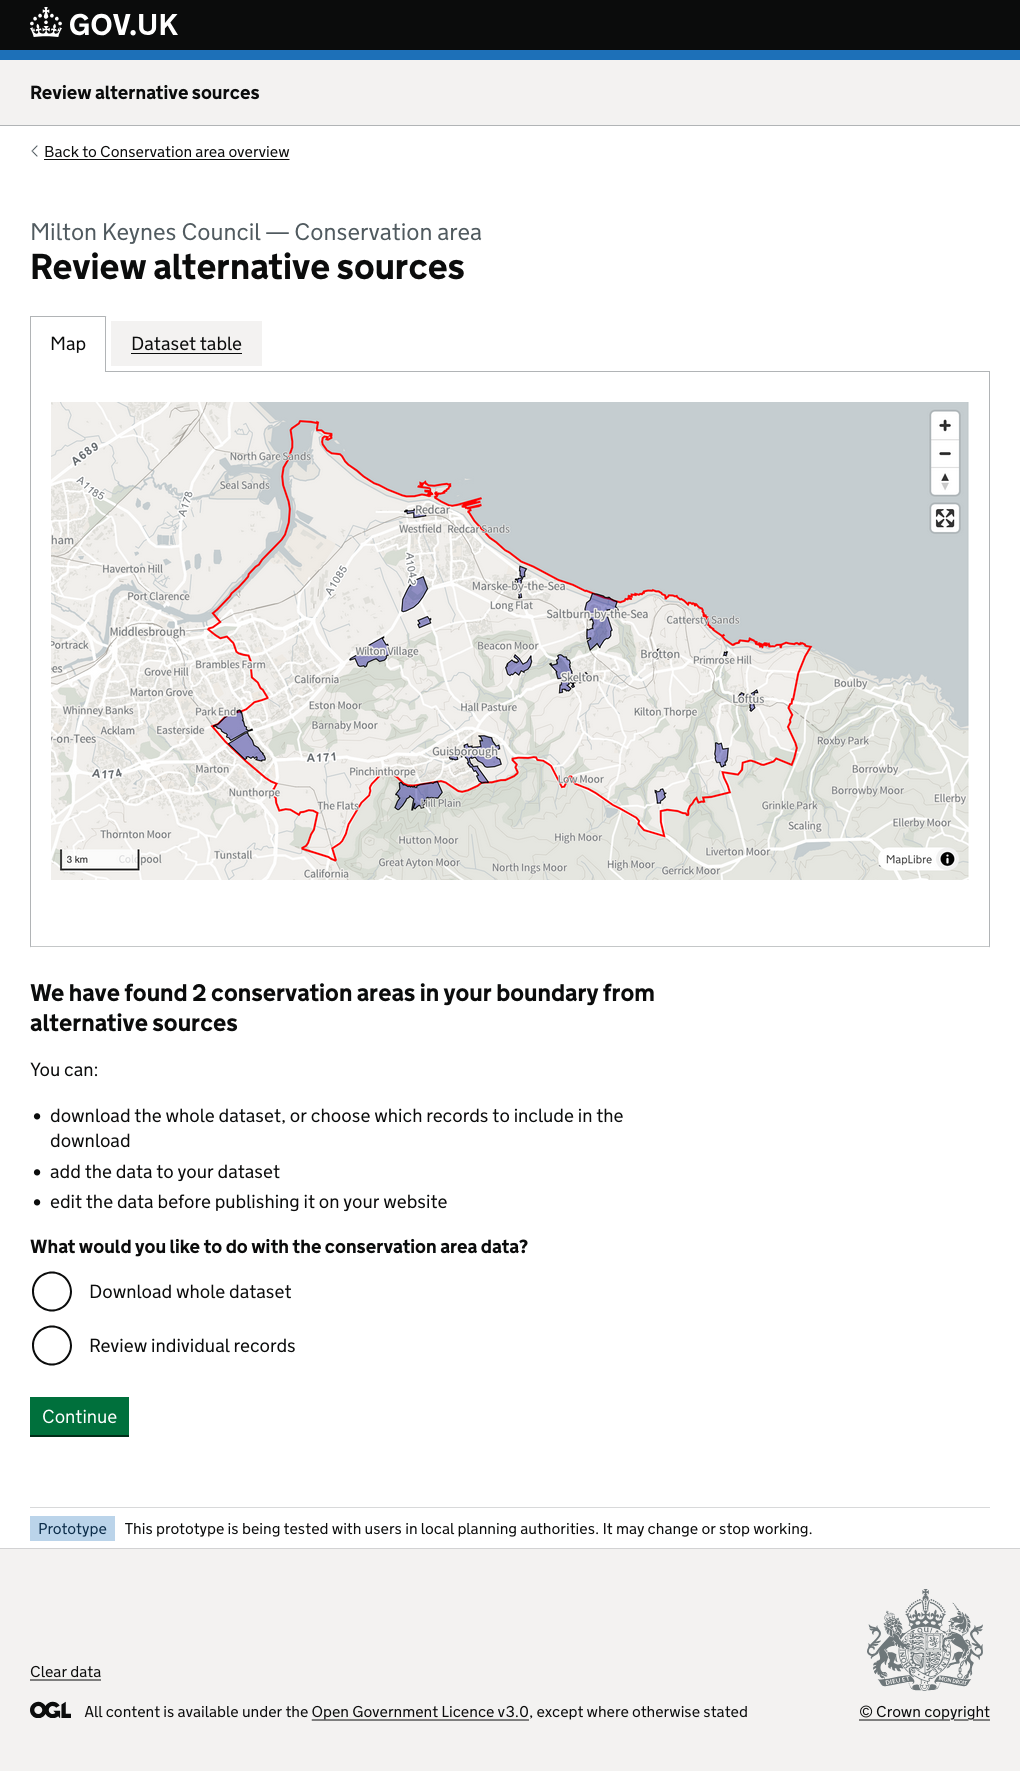 GOV.UK
Review alternative sources
Back to Conservation area overview
Milton Keynes Council — Conservation area
Review alternative sources
Map
Dataset table
A689
North Gare Sands
A1185
Seal Sands
A178
Redcar
Westfield
Redcar Sands
ham
Haverton Hill
A1085
A1042
Marske-by-the-Sea
Port Clarence
Long Flat
Saltburn-by-the-Sea
Cattersty Sands
Middlesbrough
Portrack
Wilton Village
Beacon Moor
Brotton
Primrose Hill
es
Grove Hill
Brambles Farm
California
Skelton
Boulby
Marton Grove
Loftus
Whinney Banks
Park End
Eston Moor
Hall Pasture
Kilton Thorpe
Acklam
Easterside
Barnaby Moor
-on-Tees
Roxby Park
A171
Guisborough
A174
Marton
Pinchinthorpe
Low Moor
Borrowby
Nunthorpe
Borrowby Moor
The Flats
Hill Plain
Grinkle Park
Ellerby
Scaling
Ellerby Moor
Thornton Moor
Hutton Moor
High Moor
3 km
pool
Tunstall
Great Ayton Moor
Liverton Moor
MapLibre
California
North Ings Moor
High Moor
Gerrick Moor
We have found 2 conservation areas in your boundary from
alternative sources
You can:
• download the whole dataset, or choose which records to include in the
download
• add the data to your dataset
• edit the data before publishing it on your website
What would you like to do with the conservation area data?
Download whole dataset
Review individual records
Continue
Prototype This prototype is being tested with users in local planning authorities. It may change or stop working.
Clear data
OGL All content is available under the Open Government Licence v3.0, except where otherwise stated
© Crown copyright